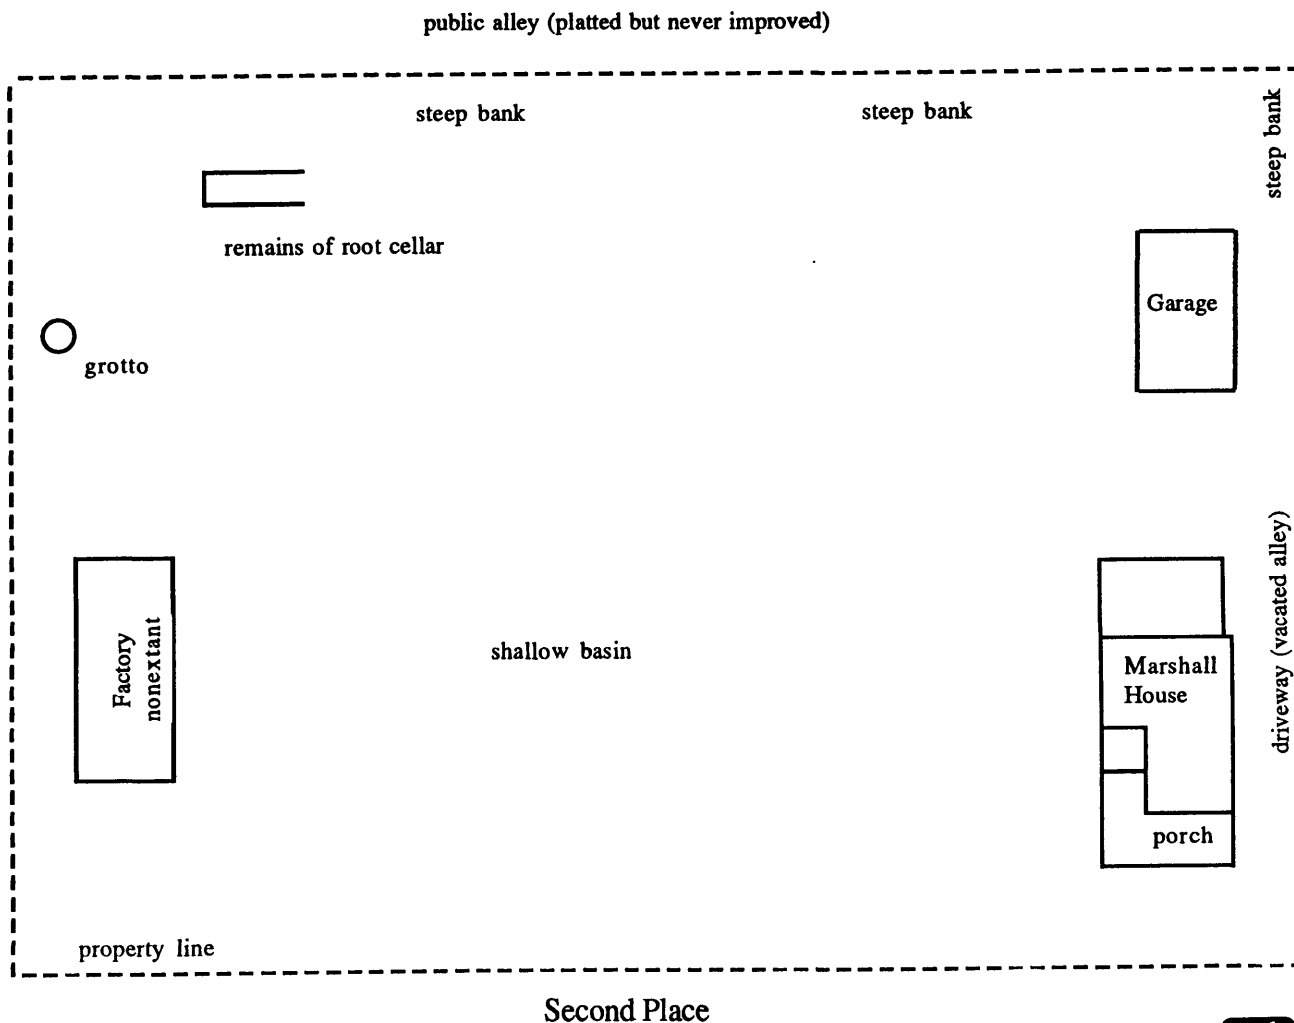 public alley (platted but never improved)
steep bank
steep bank
steep bank
remains of root cellar
Garage
grotto
driveway (vacated alley)
Factory
nonextant
shallow basin
Marshall
House
porch
property line
Second Place